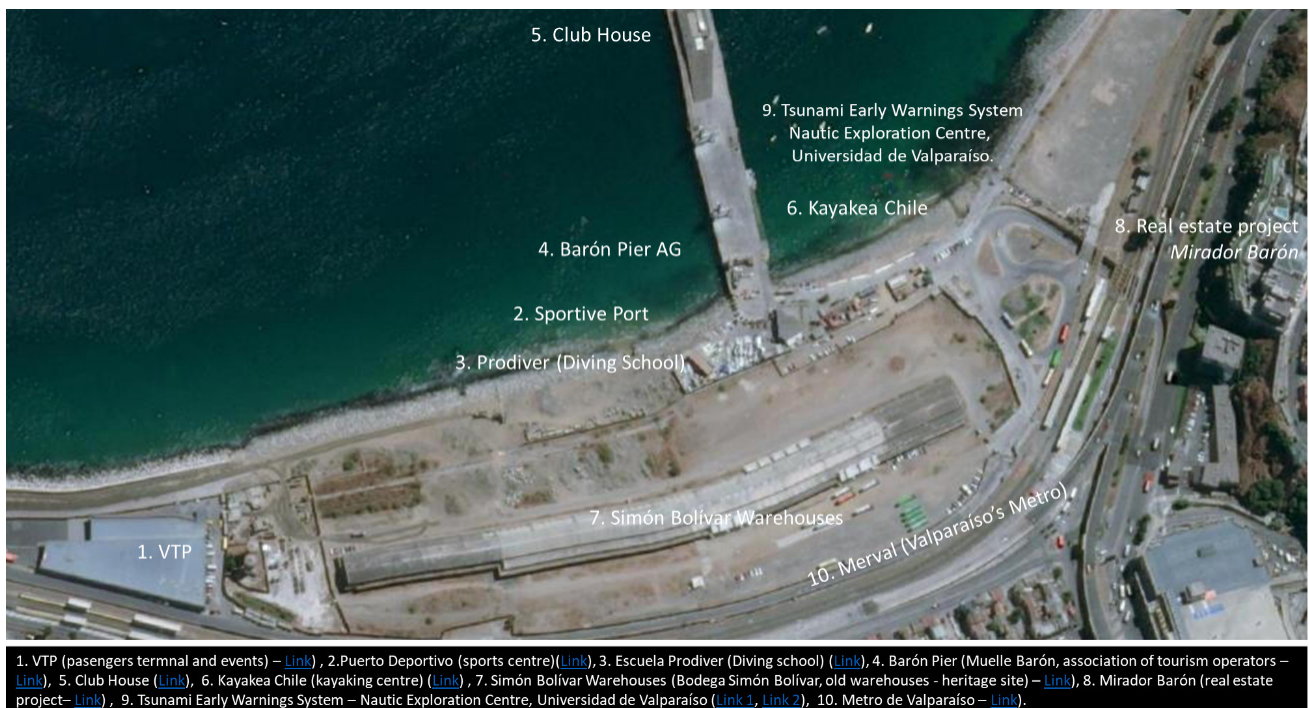 5. Club House
9. Tsunami Early Warnings System
Nautic Exploration Centre,
Universidad de Valparaíso.
6. Kayakea Chile
8. Real estate project
Mirador Barón
4. Barón Pier AG
2. Sportive Port
3. Prodiver (Diving School)
7. Simón Bolívar Warehouses
10. Merval (Valparaíso's Metro)
1. VTP
1. VTP (pasengers termnal and events) – Link) , 2.Puerto Deportivo (sports centre)(Link), 3. Escuela Prodiver (Diving school) (Link), 4. Barón Pier (Muelle Barón, association of tourism operators –
Link), 5. Club House (Link), 6. Kayakea Chile (kayaking centre) (Link) , 7. Simón Bolívar Warehouses (Bodega Simón Bolívar, old warehouses - heritage site) – Link), 8. Mirador Barón (real estate
project– Link) , 9. Tsunami Early Warnings System – Nautic Exploration Centre, Universidad de Valparaíso (Link 1, Link 2), 10. Metro de Valparaíso – Link).